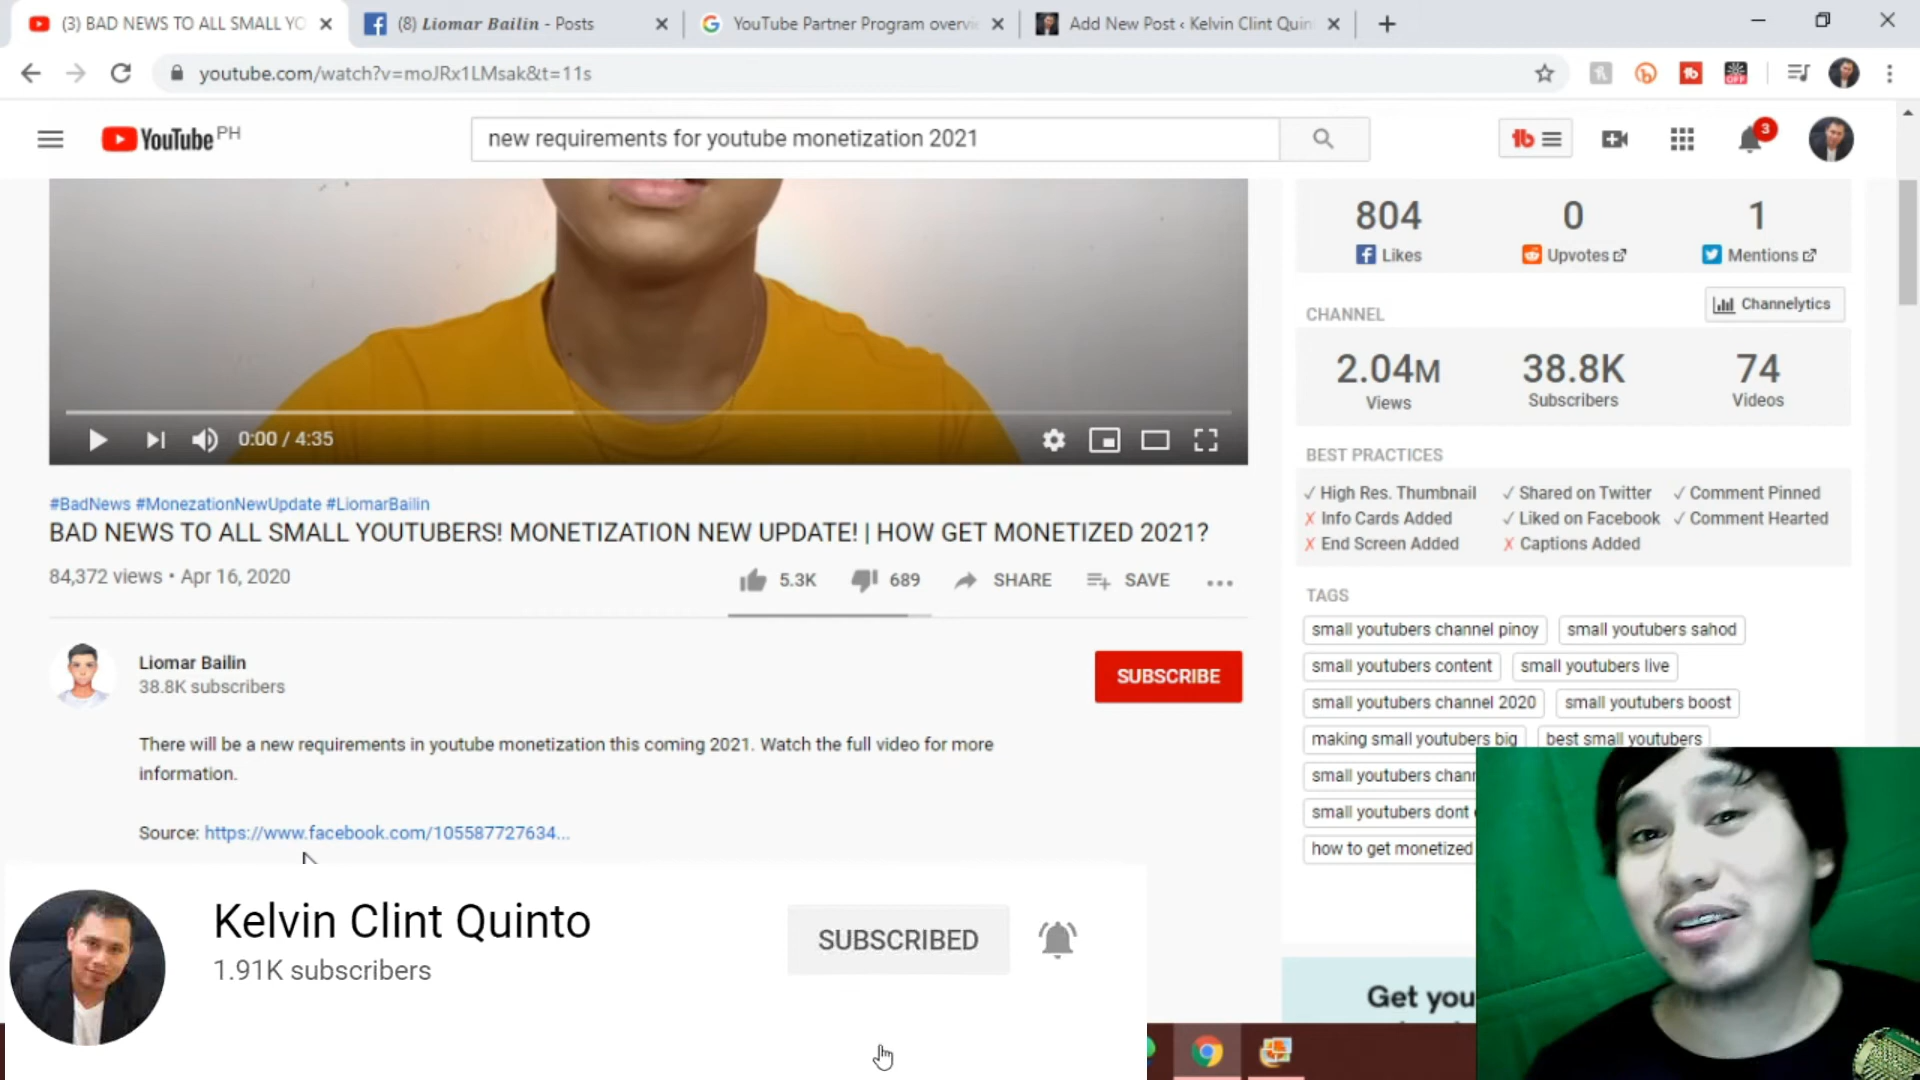 (3) BAD NEWS TO ALL SMALL YO
(8) Liomar Bailin - Posts
YouTube Partner Program overvi
Add New Post ‹ Kelvin Clint Quin
youtube.com/watch?v=moJRx1LMsak&t=11s
OFF
YouTube PH
new requirements for youtube monetization 2021
3
804 0 1
Likes Upvotes Mentions
CHANNEL
Channelytics
2.04M 38.8K 74
Views Subscribers Videos
BEST PRACTICES
✓ High Res. Thumbnail ✓ Shared on Twitter ✓ Comment Pinned
✗ Info Cards Added ✓ Liked on Facebook ✓ Comment Hearted
✗ End Screen Added ✗ Captions Added
TAGS
small youtubers channel pinoy small youtubers sahod
small youtubers content small youtubers live
small youtubers channel 2020 small youtubers boost
making small youtubers big best small youtubers
small youtubers chann
small youtubers dont
how to get monetized
Get you
0:00 / 4:35
#BadNews #MonezationNewUpdate #LiomarBailin
BAD NEWS TO ALL SMALL YOUTUBERS! MONETIZATION NEW UPDATE! | HOW GET MONETIZED 2021?
84,372 views • Apr 16, 2020
5.3K 689 SHARE SAVE
Liomar Bailin
38.8K subscribers
SUBSCRIBE
There will be a new requirements in youtube monetization this coming 2021. Watch the full video for more
information.
Source: https://www.facebook.com/105587727634...
Kelvin Clint Quinto
1.91K subscribers
SUBSCRIBED